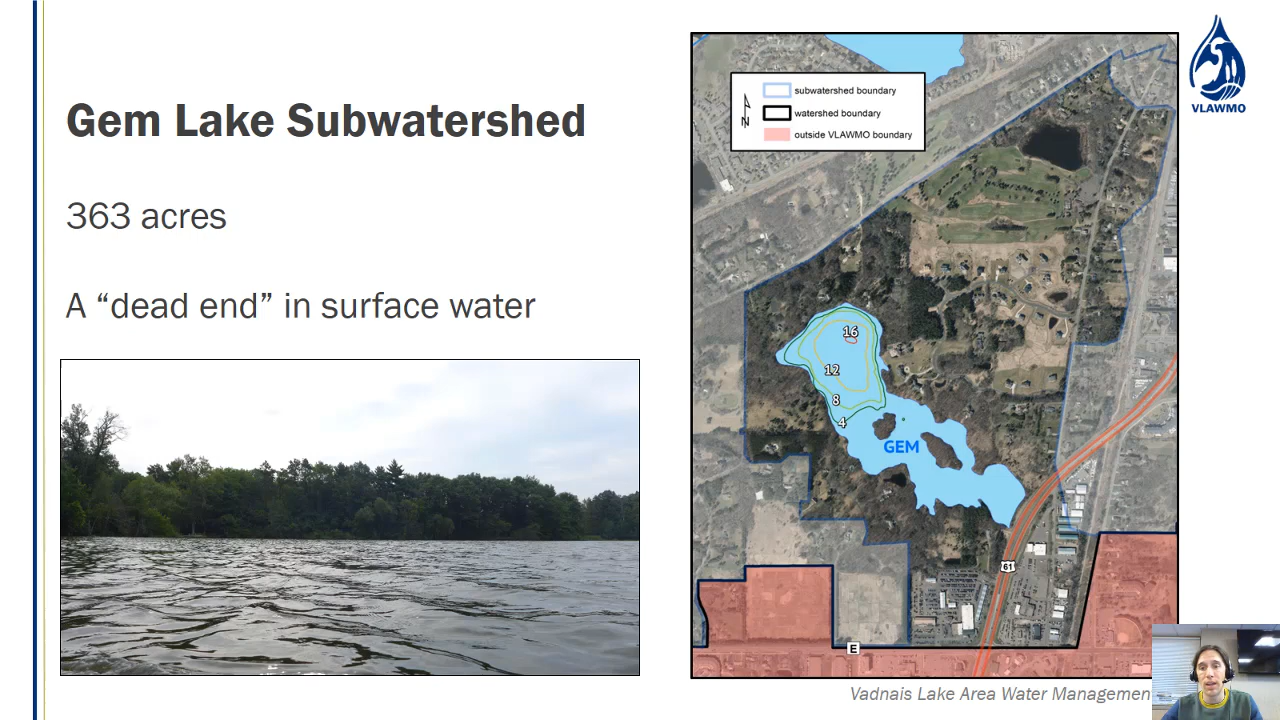 Gem Lake Subwatershed
363 acres
A “dead end” in surface water
subwatershed boundary
watershed boundary
outside VLAWMO boundary
N
16
12
8
4
GEM
61
E
VLAWMO
Vadnais Lake Area Water Managemen